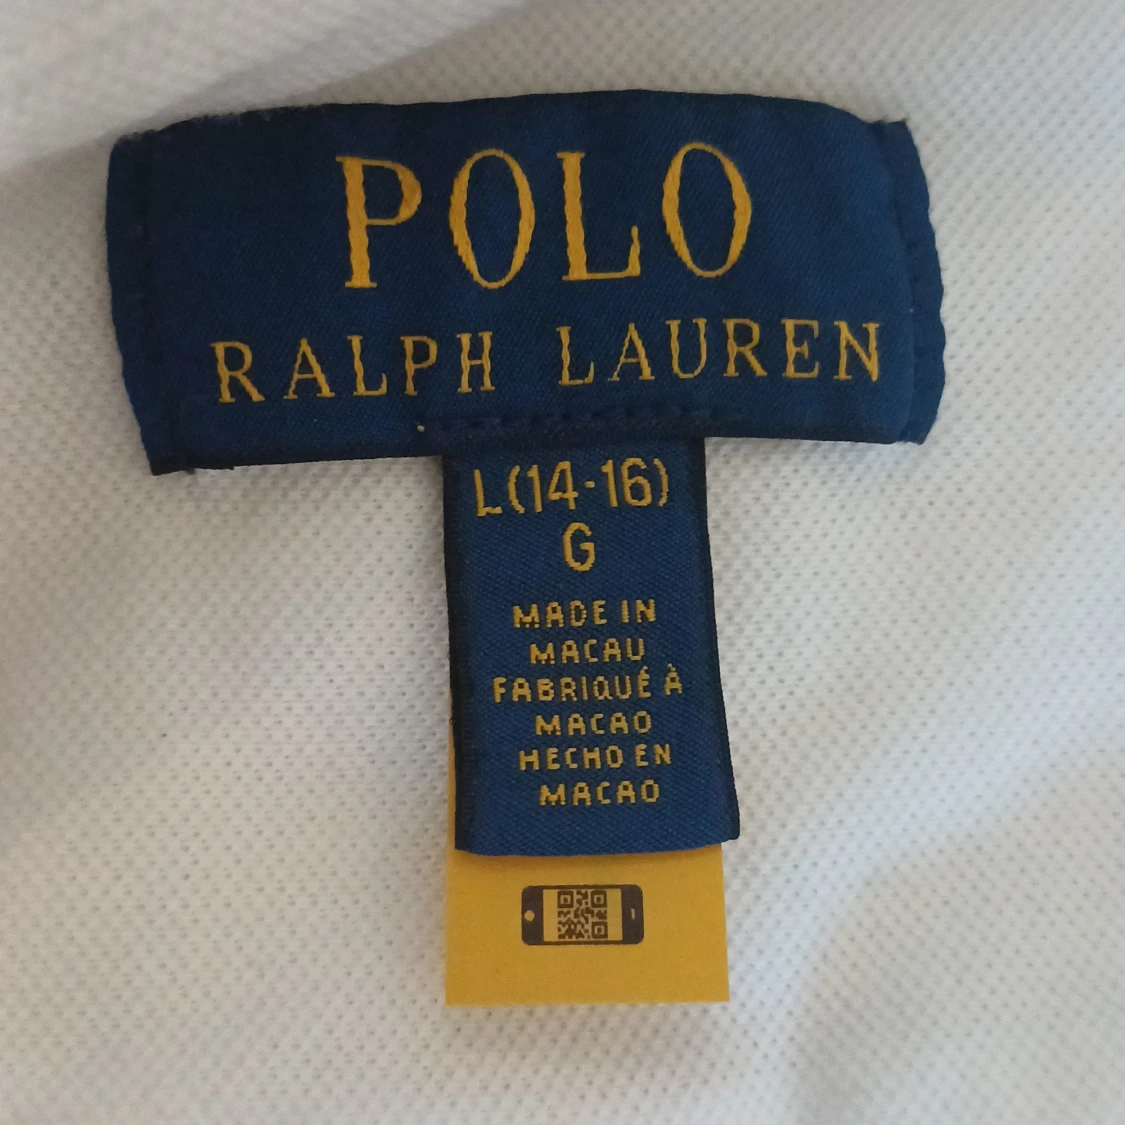 POLO
RALPH LAUREN
L(14-16)
G
MADE IN
MACAU
FABRIQUÉ À
MACAO
HECHO EN
MACAO